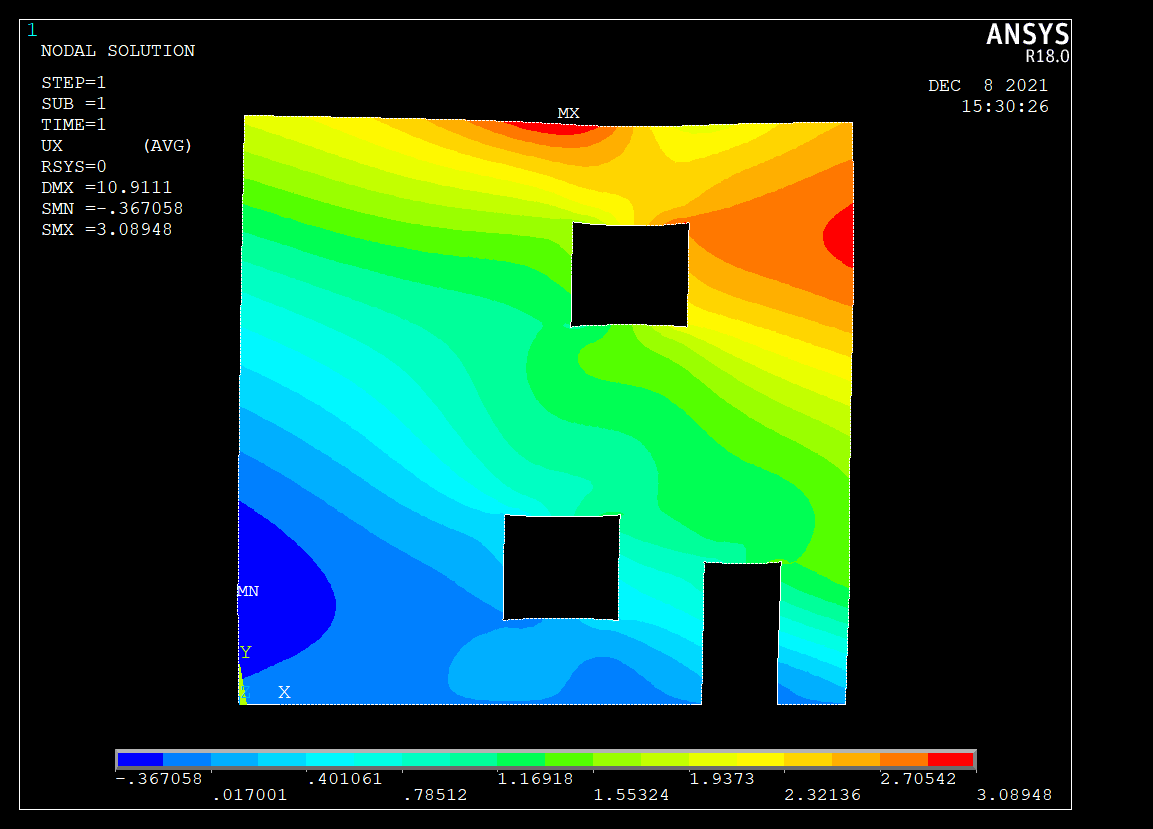 1
ANSYS
R18.0
NODAL SOLUTION
STEP=1
SUB =1
TIME=1
UX (AVG)
RSYS=0
DMX =10.9111
SMN =-.367058
SMX =3.08948
DEC 8 2021
15:30:26
MX
MN
Y
X
-.367058 .401061 1.16918 1.9373 2.70542
.017001 .78512 1.55324 2.32136 3.08948